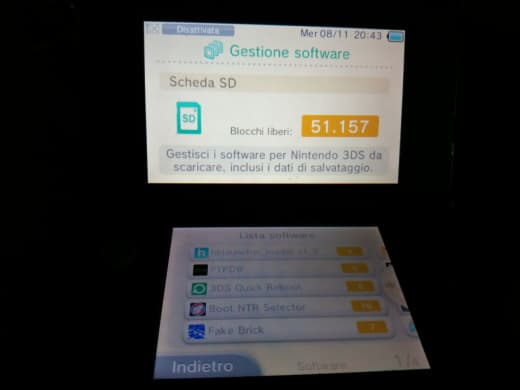 Disattivata
Mer 08/11 20:43
Gestione software
Scheda SD
SD
Blocchi liberi: 51.157
Gestisci i software per Nintendo 3DS da
scaricare, inclusi i dati di salvataggio.
Lista software
h
FTPDB
3DS Quick Reboot
Boot NTR Selector
Fake Brick
Indietro
Software